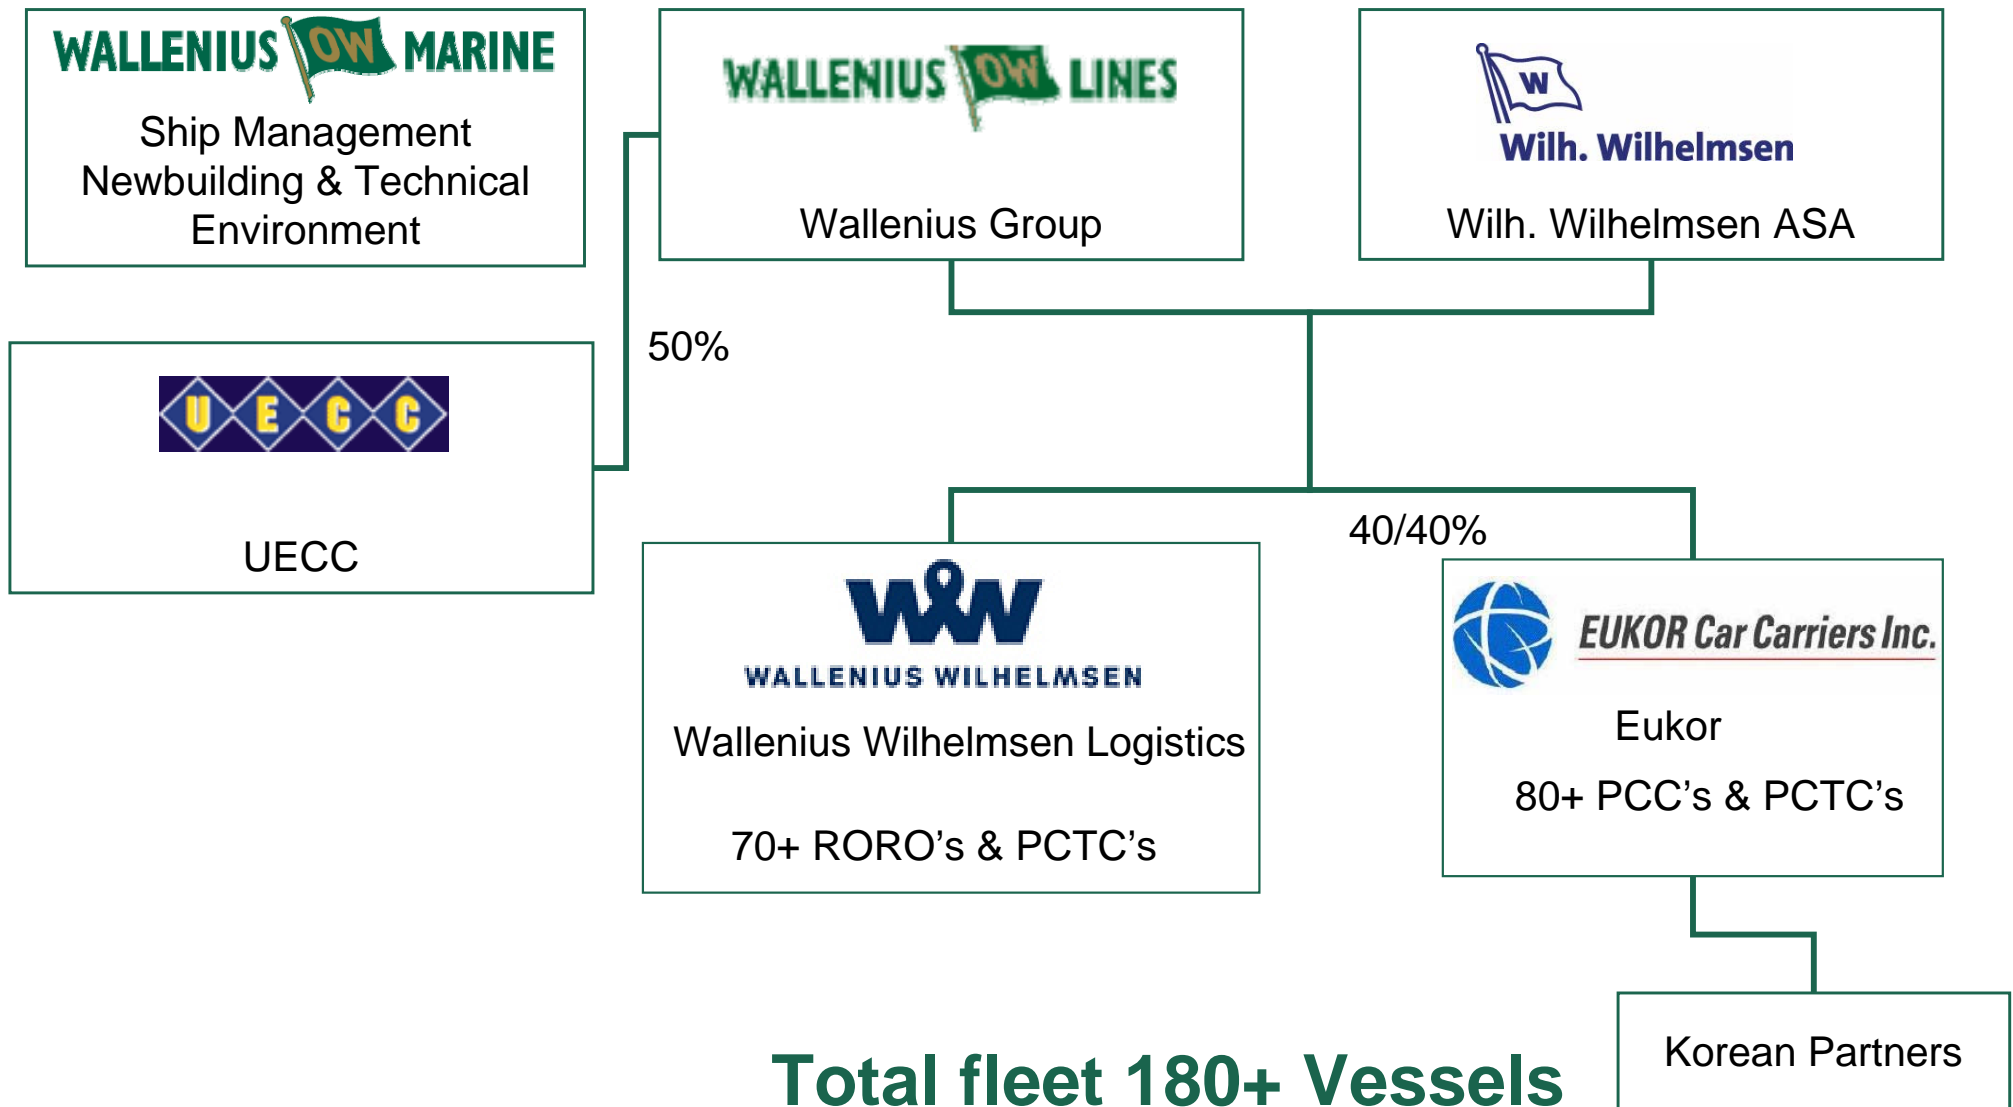 WALLENIUS OW MARINE
Ship Management
Newbuilding & Technical
Environment
WALLENIUS OW LINES
Wallenius Group
W
Wilh. Wilhelmsen
Wilh. Wilhelmsen ASA
50%
UECC
UECC
40/40%
W&W
WALLENIUS WILHELMSEN
Wallenius Wilhelmsen Logistics
70+ RORO’s & PCTC’s
EUKOR Car Carriers Inc.
Eukor
80+ PCC’s & PCTC’s
Korean Partners
Total fleet 180+ Vessels